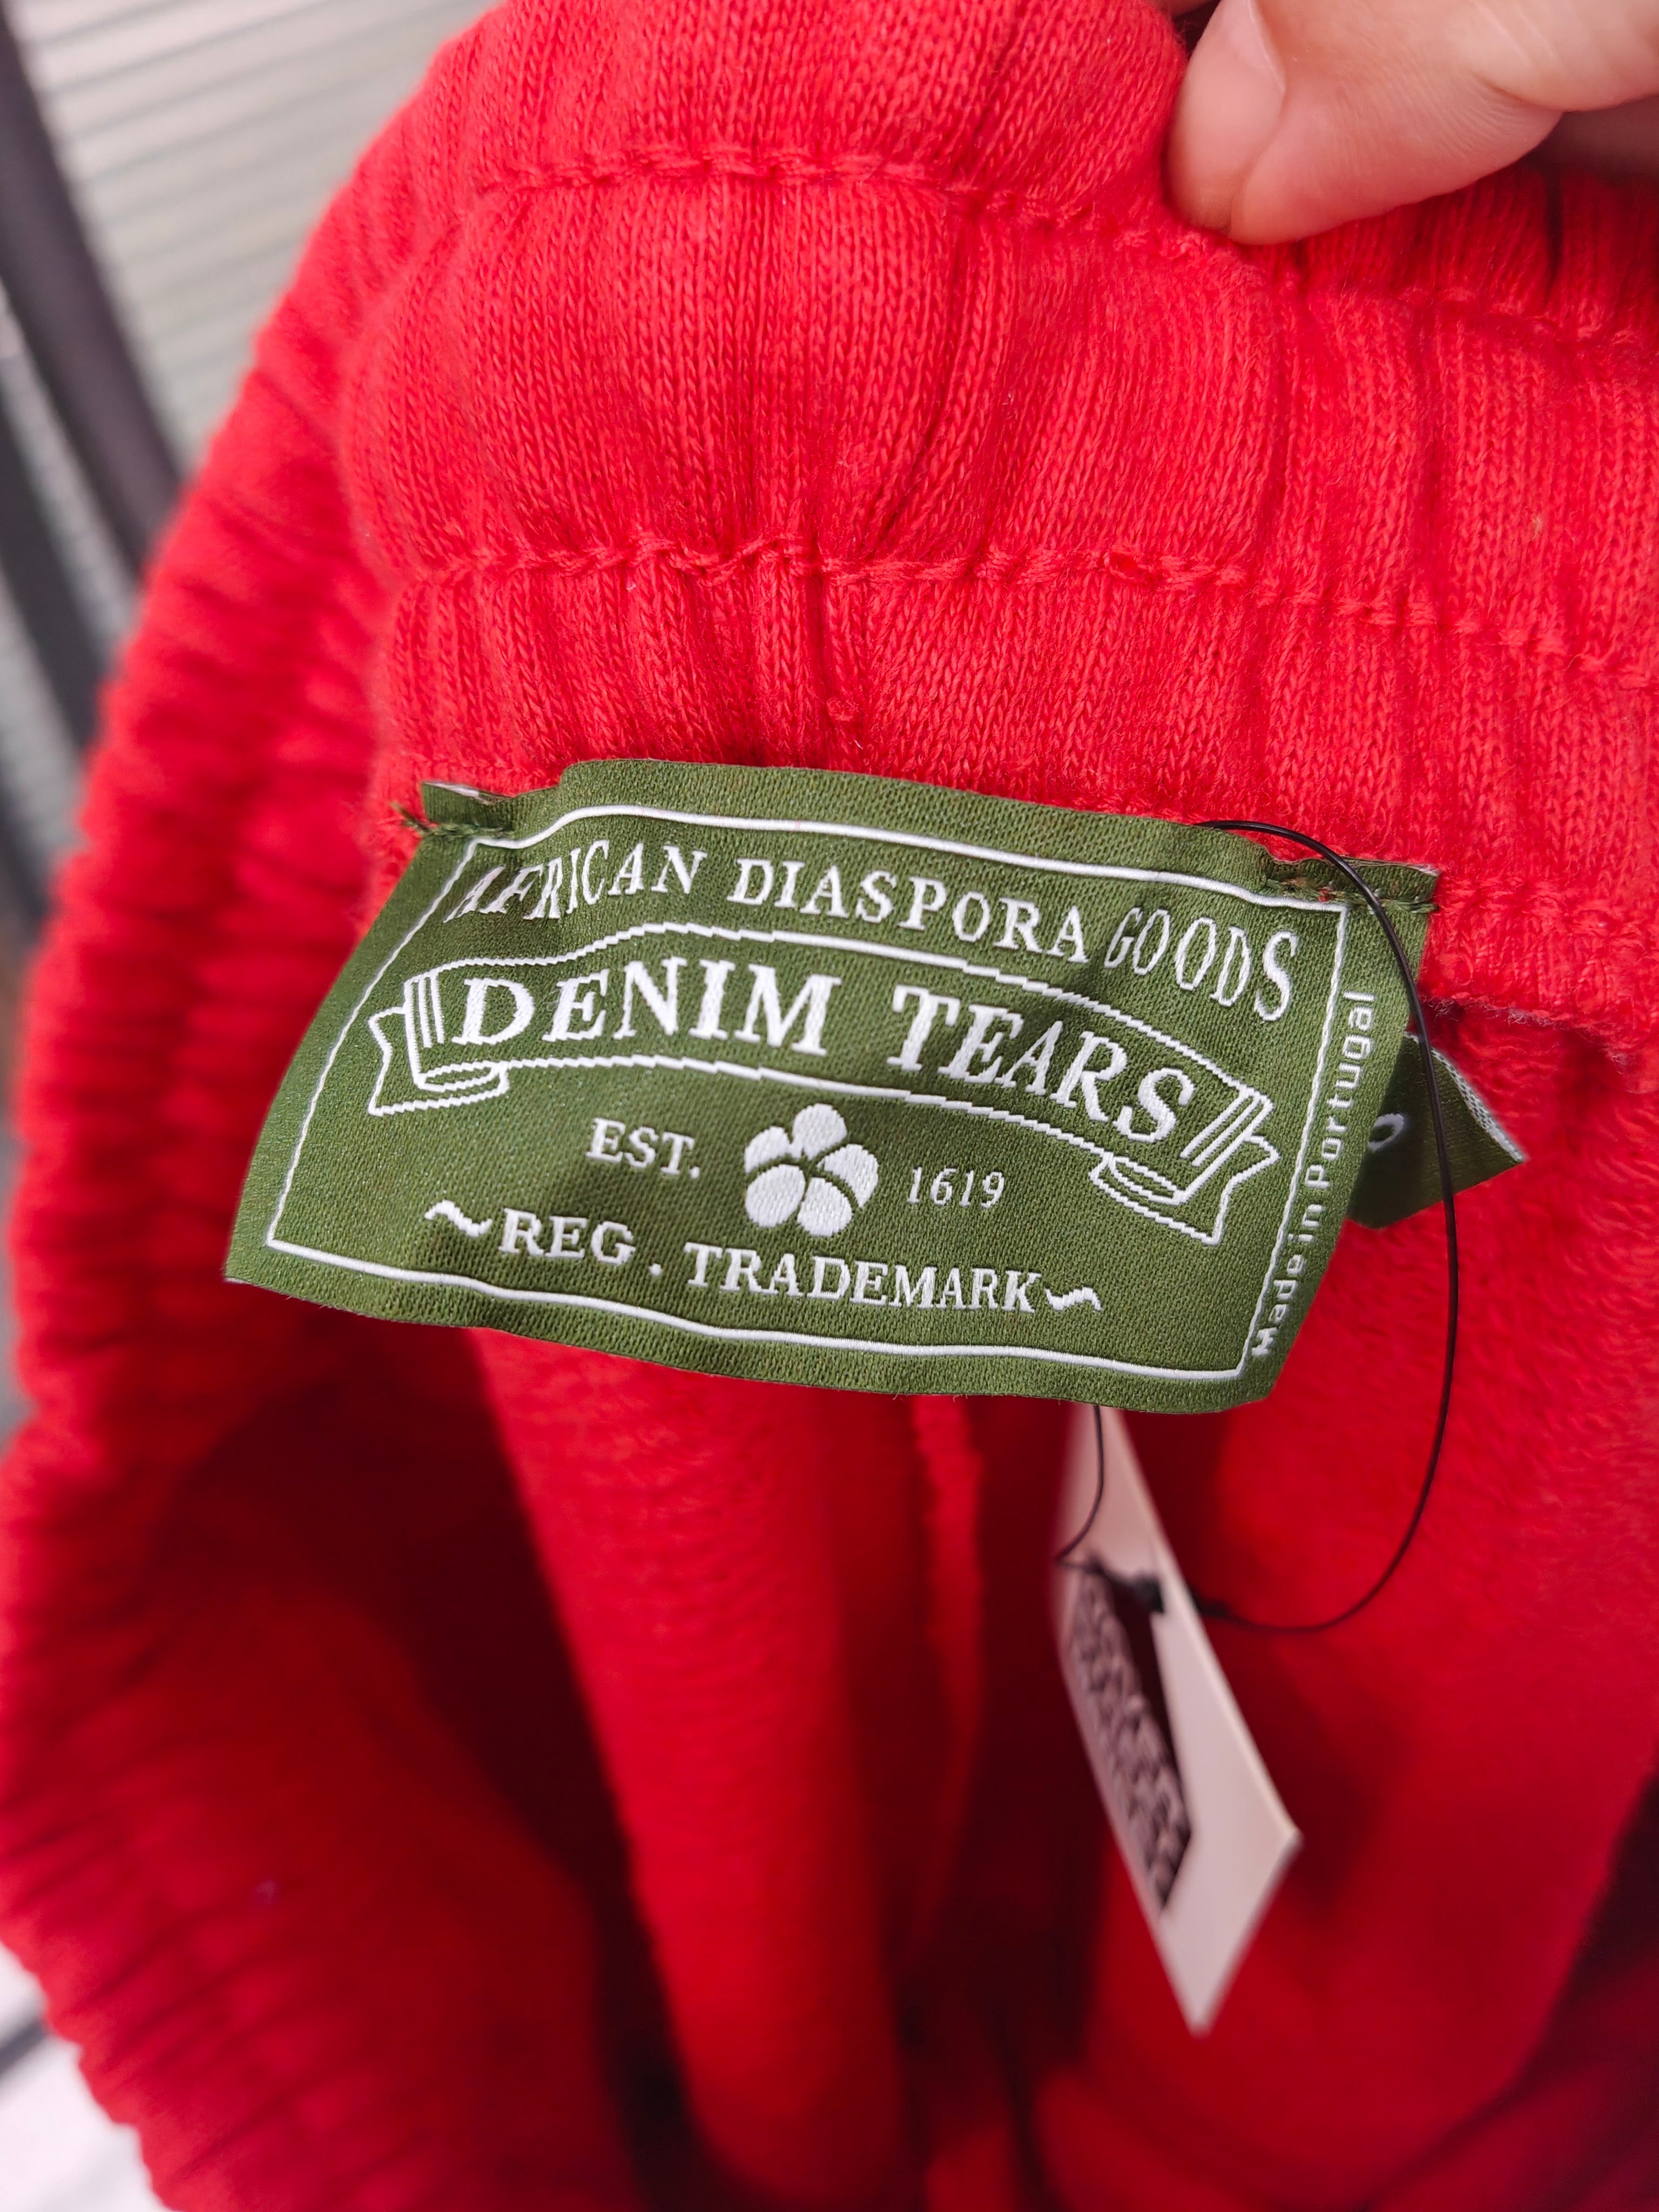 AFRICAN DIASPORA GOODS
DENIM TEARS
EST. 1619
~REG. TRADEMARK~
Made in Portugal